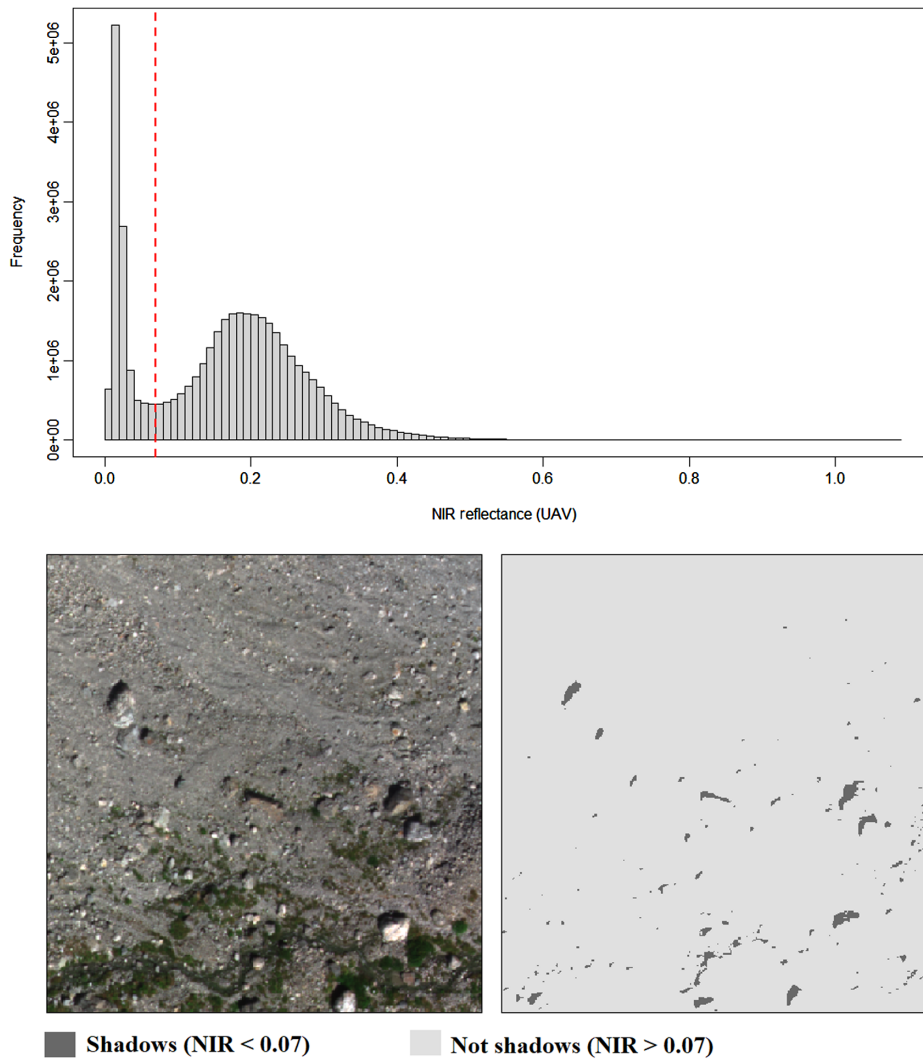 5e+06
4e+06
3e+06
2e+06
1e+06
0e+00
Frequency
0.0 0.2 0.4 0.6 0.8 1.0
NIR reflectance (UAV)
Shadows (NIR < 0.07) Not shadows (NIR > 0.07)